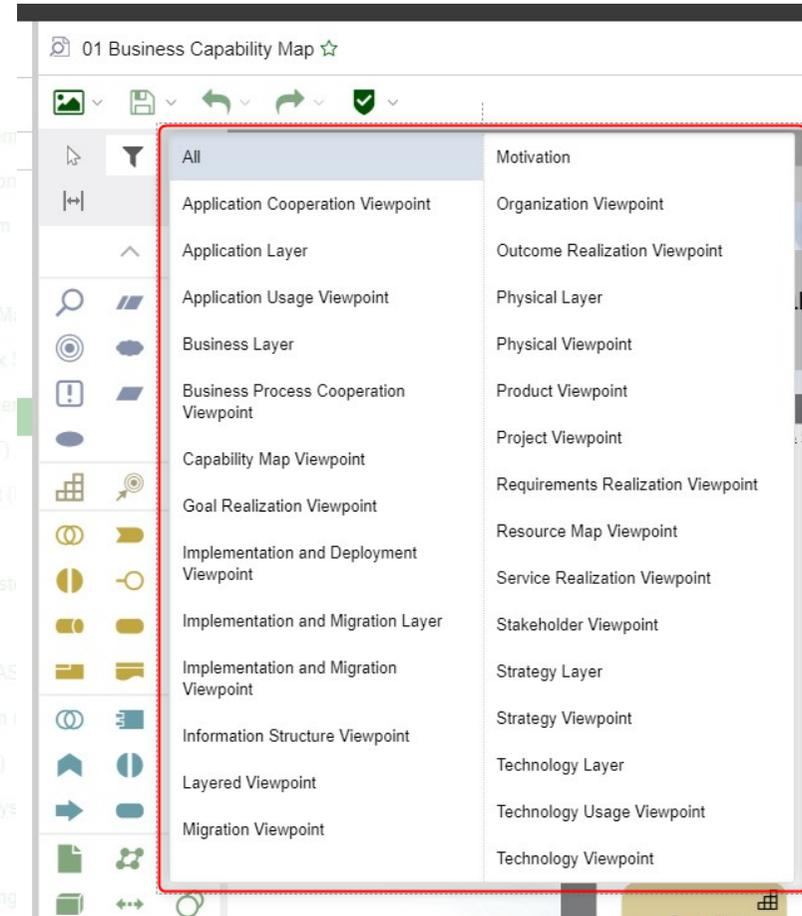 01 Business Capability Map
All
Application Cooperation Viewpoint
Application Layer
Application Usage Viewpoint
Business Layer
Business Process Cooperation
Viewpoint
Capability Map Viewpoint
Goal Realization Viewpoint
Implementation and Deployment
Viewpoint
Implementation and Migration Layer
Implementation and Migration
Viewpoint
Information Structure Viewpoint
Layered Viewpoint
Migration Viewpoint
Motivation
Organization Viewpoint
Outcome Realization Viewpoint
Physical Layer
Physical Viewpoint
Product Viewpoint
Project Viewpoint
Requirements Realization Viewpoint
Resource Map Viewpoint
Service Realization Viewpoint
Stakeholder Viewpoint
Strategy Layer
Strategy Viewpoint
Technology Layer
Technology Usage Viewpoint
Technology Viewpoint